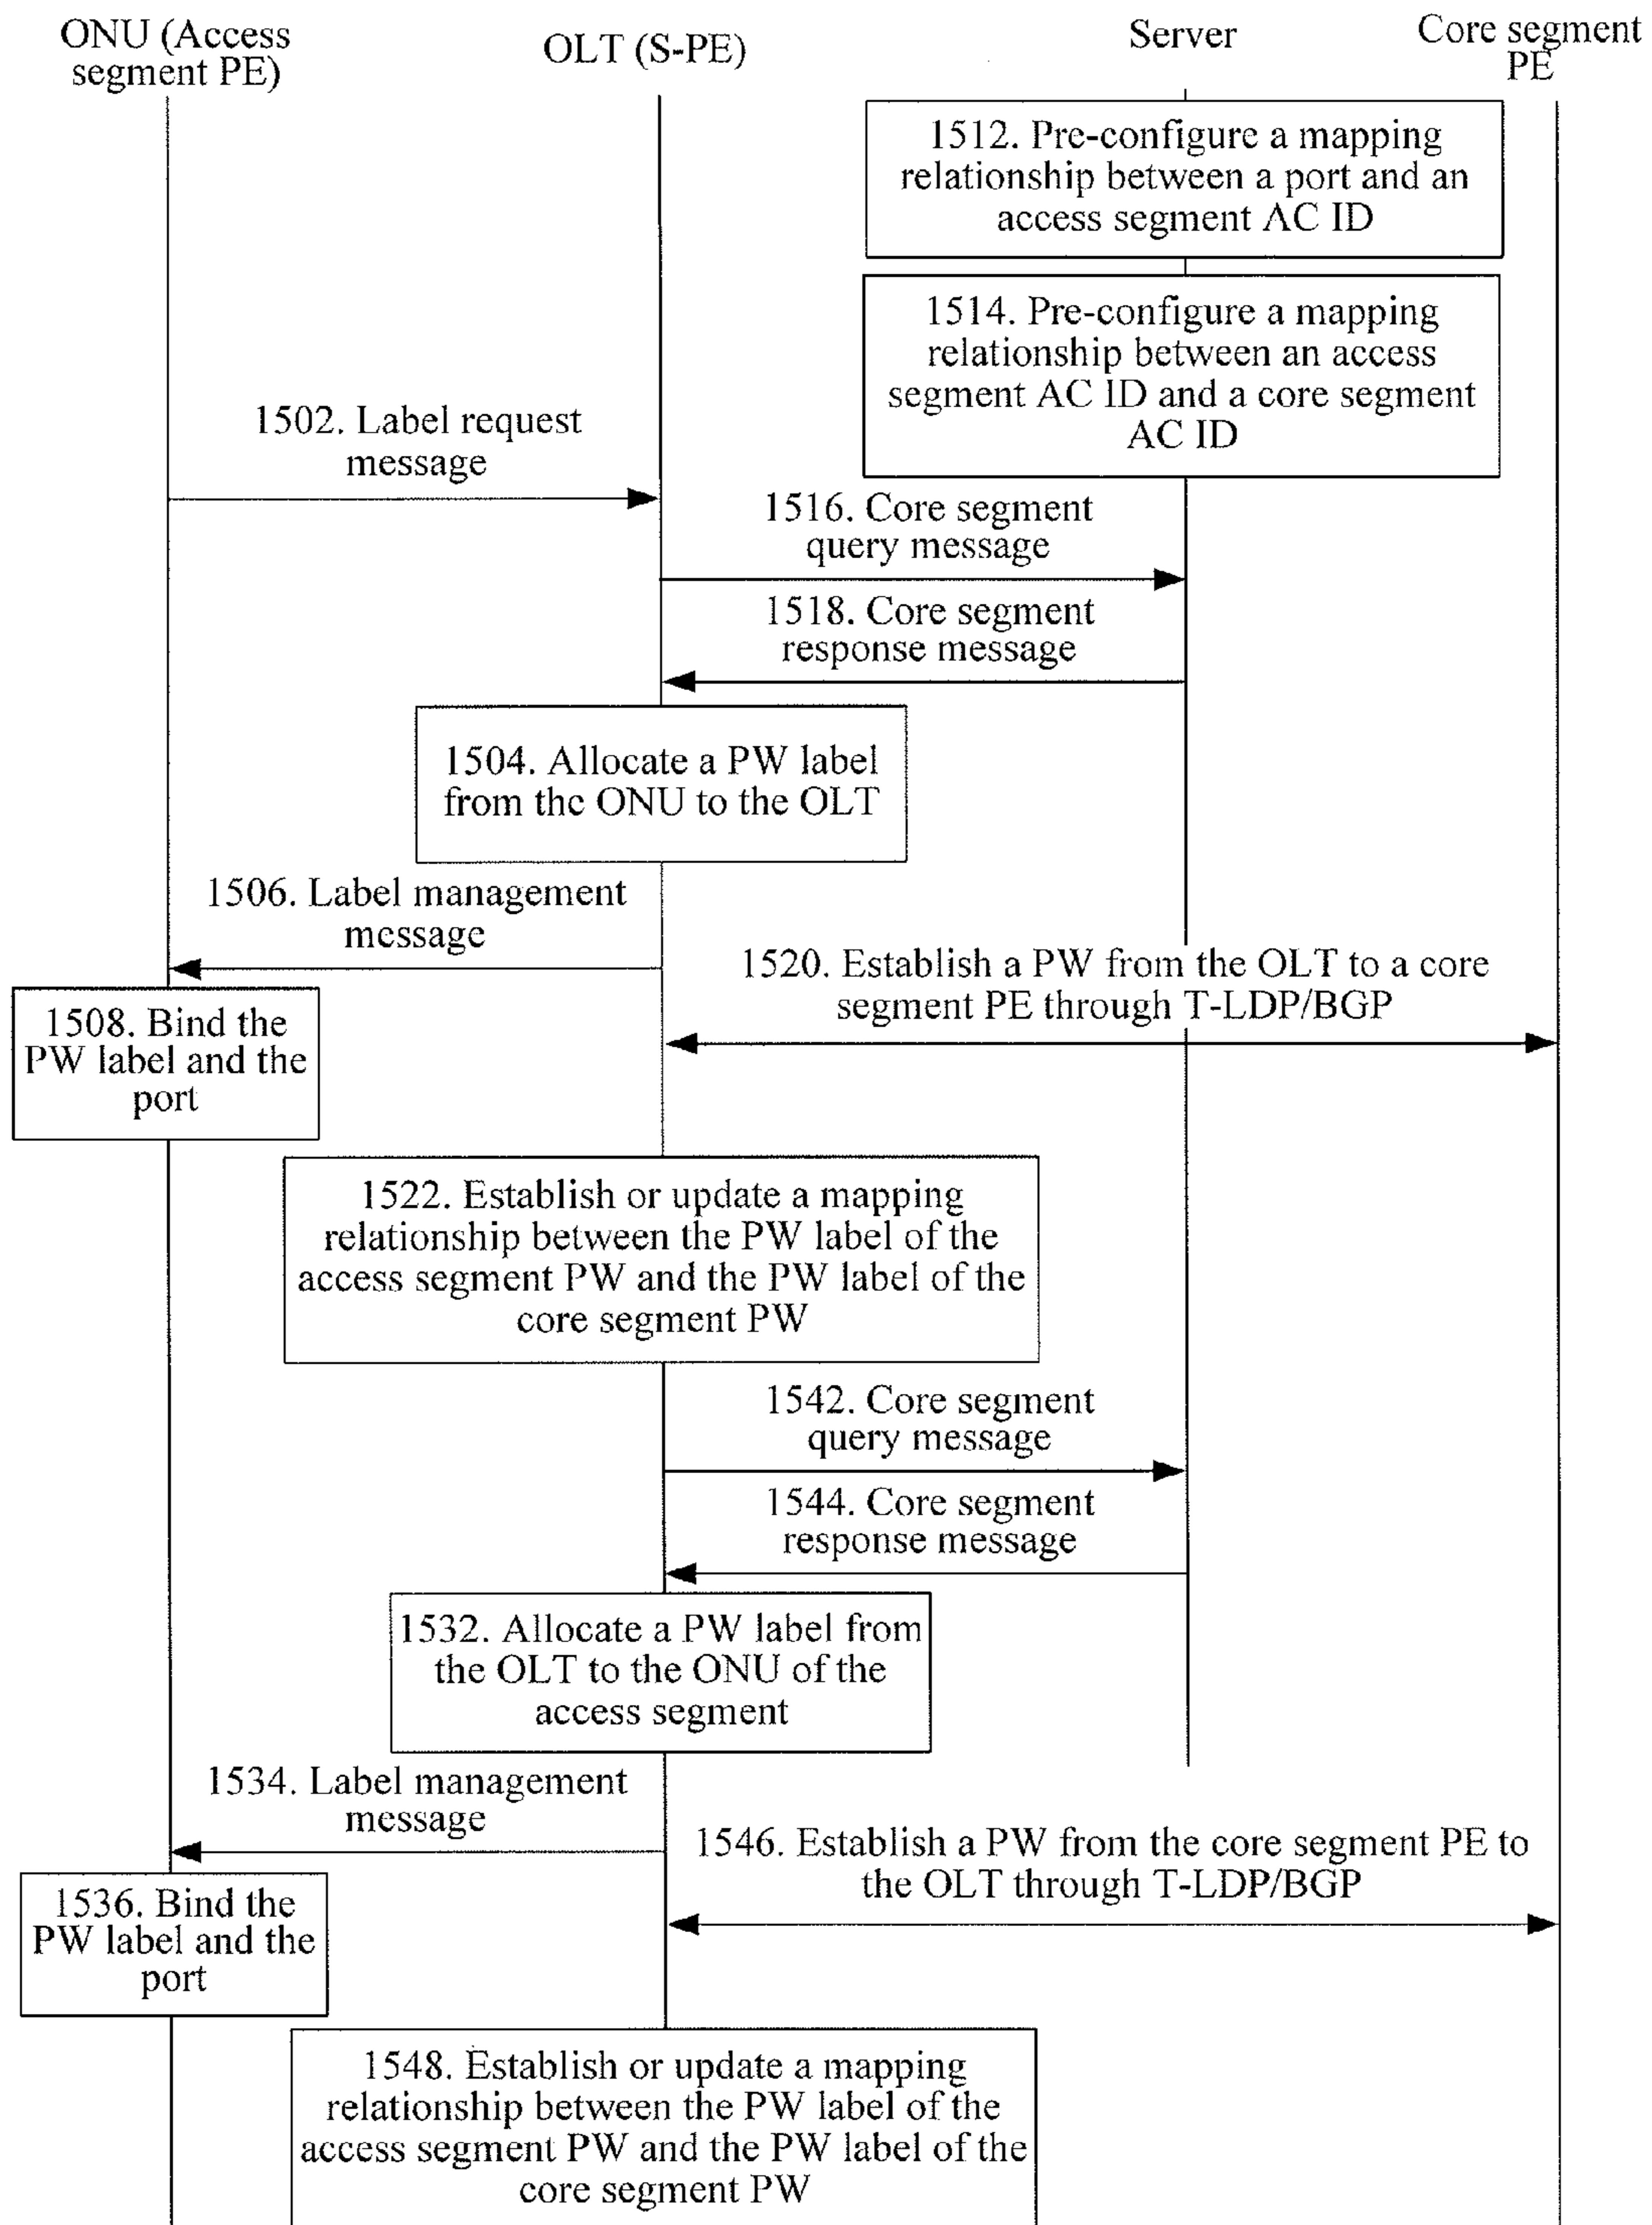 ONU (Access
segment PE)
OLT (S-PE)
Server
Core segment
PE
1512. Pre-configure a mapping
relationship between a port and an
access segment AC ID
1514. Pre-configure a mapping
relationship between an access
segment AC ID and a core segment
AC ID
1502. Label request
message
1516. Core segment
query message
1518. Core segment
response message
1504. Allocate a PW label
from the ONU to the OLT
1506. Label management
message
1520. Establish a PW from the OLT to a core
segment PE through T-LDP/BGP
1508. Bind the
PW label and the
port
1522. Establish or update a mapping
relationship between the PW label of the
access segment PW and the PW label of the
core segment PW
1542. Core segment
query message
1544. Core segment
response message
1532. Allocate a PW label from
the OLT to the ONU of the
access segment
1534. Label management
message
1546. Establish a PW from the core segment PE to
the OLT through T-LDP/BGP
1536. Bind the
PW label and the
port
1548. Establish or update a mapping
relationship between the PW label of the
access segment PW and the PW label of the
core segment PW